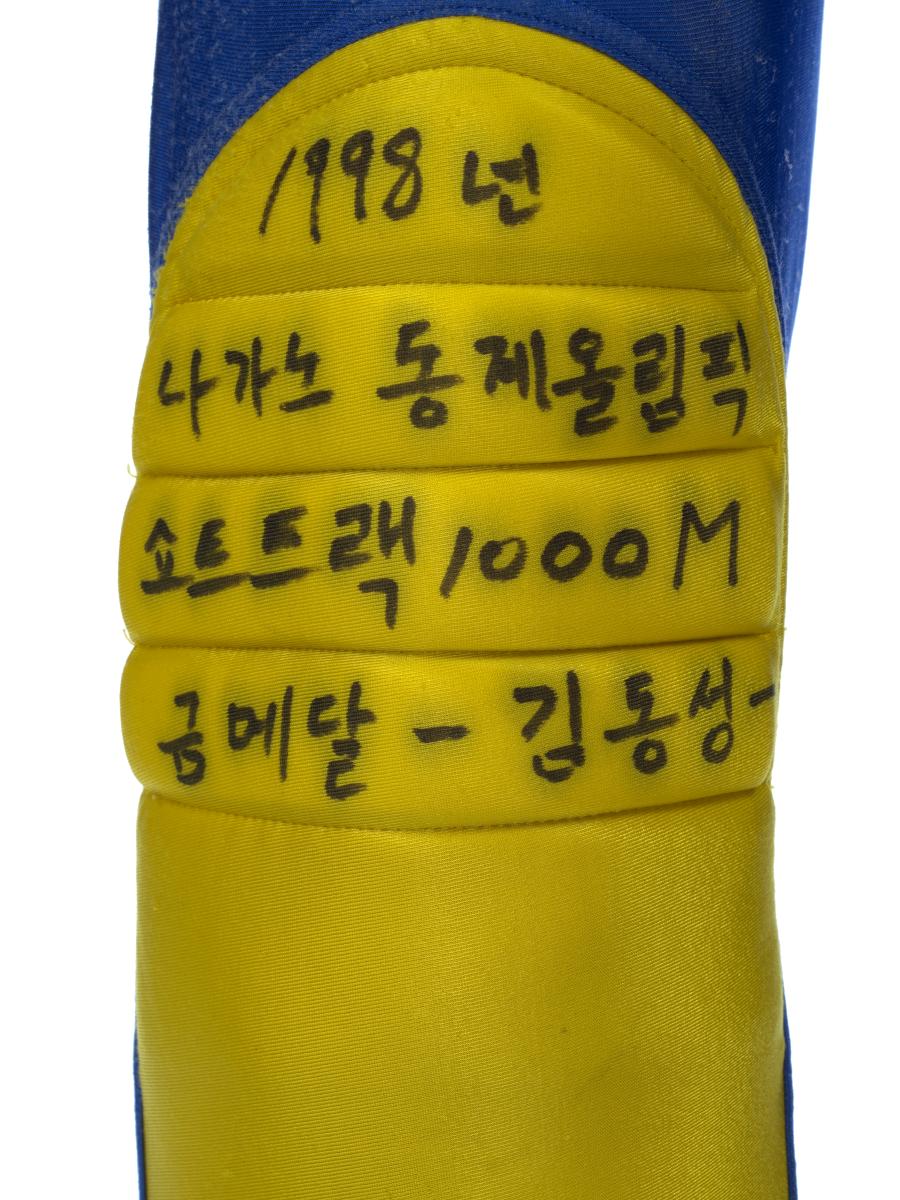 1998년
나가노 동계올림픽
쇼트트랙 1000M
금메달 - 김동성-